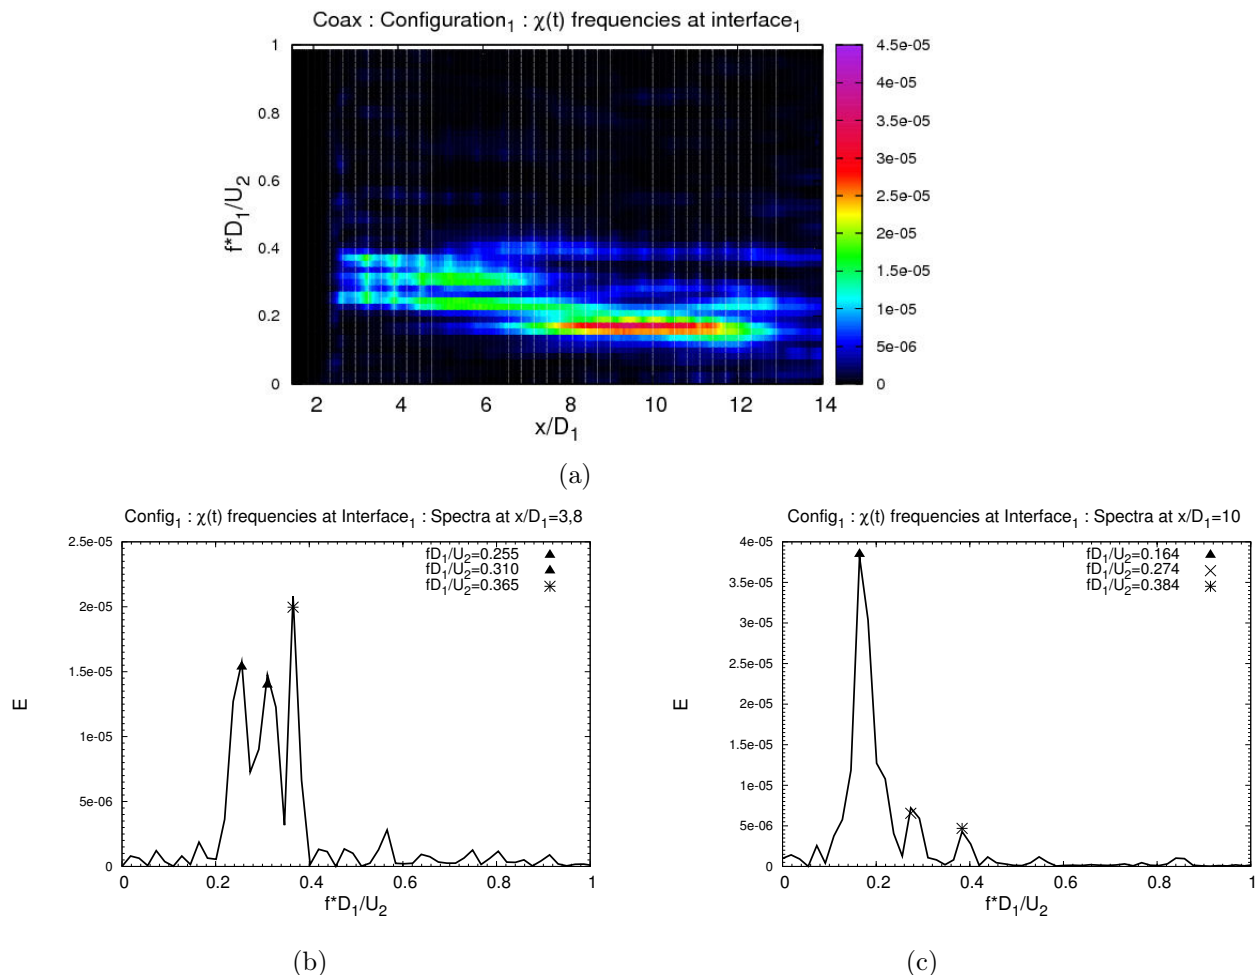 Coax : Configuration₁ : χ(t) frequencies at interface₁
1
0.8
0.6
0.4
0.2
0
f*D₁/U₂
2 4 6 8 10 12 14
x/D₁
4.5e-05
4e-05
3.5e-05
3e-05
2.5e-05
2e-05
1.5e-05
1e-05
5e-06
0
(a)
Config₁ : χ(t) frequencies at Interface₁ : Spectra at x/D₁=3,8
2.5e-05
2e-05
1.5e-05
1e-05
5e-06
0
E
fD₁/U₂=0.255
fD₁/U₂=0.310
fD₁/U₂=0.365
0 0.2 0.4 0.6 0.8 1
f*D₁/U₂
(b)
Config₁ : χ(t) frequencies at Interface₁ : Spectra at x/D₁=10
4e-05
3.5e-05
3e-05
2.5e-05
2e-05
1.5e-05
1e-05
5e-06
0
E
fD₁/U₂=0.164
fD₁/U₂=0.274
fD₁/U₂=0.384
0 0.2 0.4 0.6 0.8 1
f*D₁/U₂
(c)